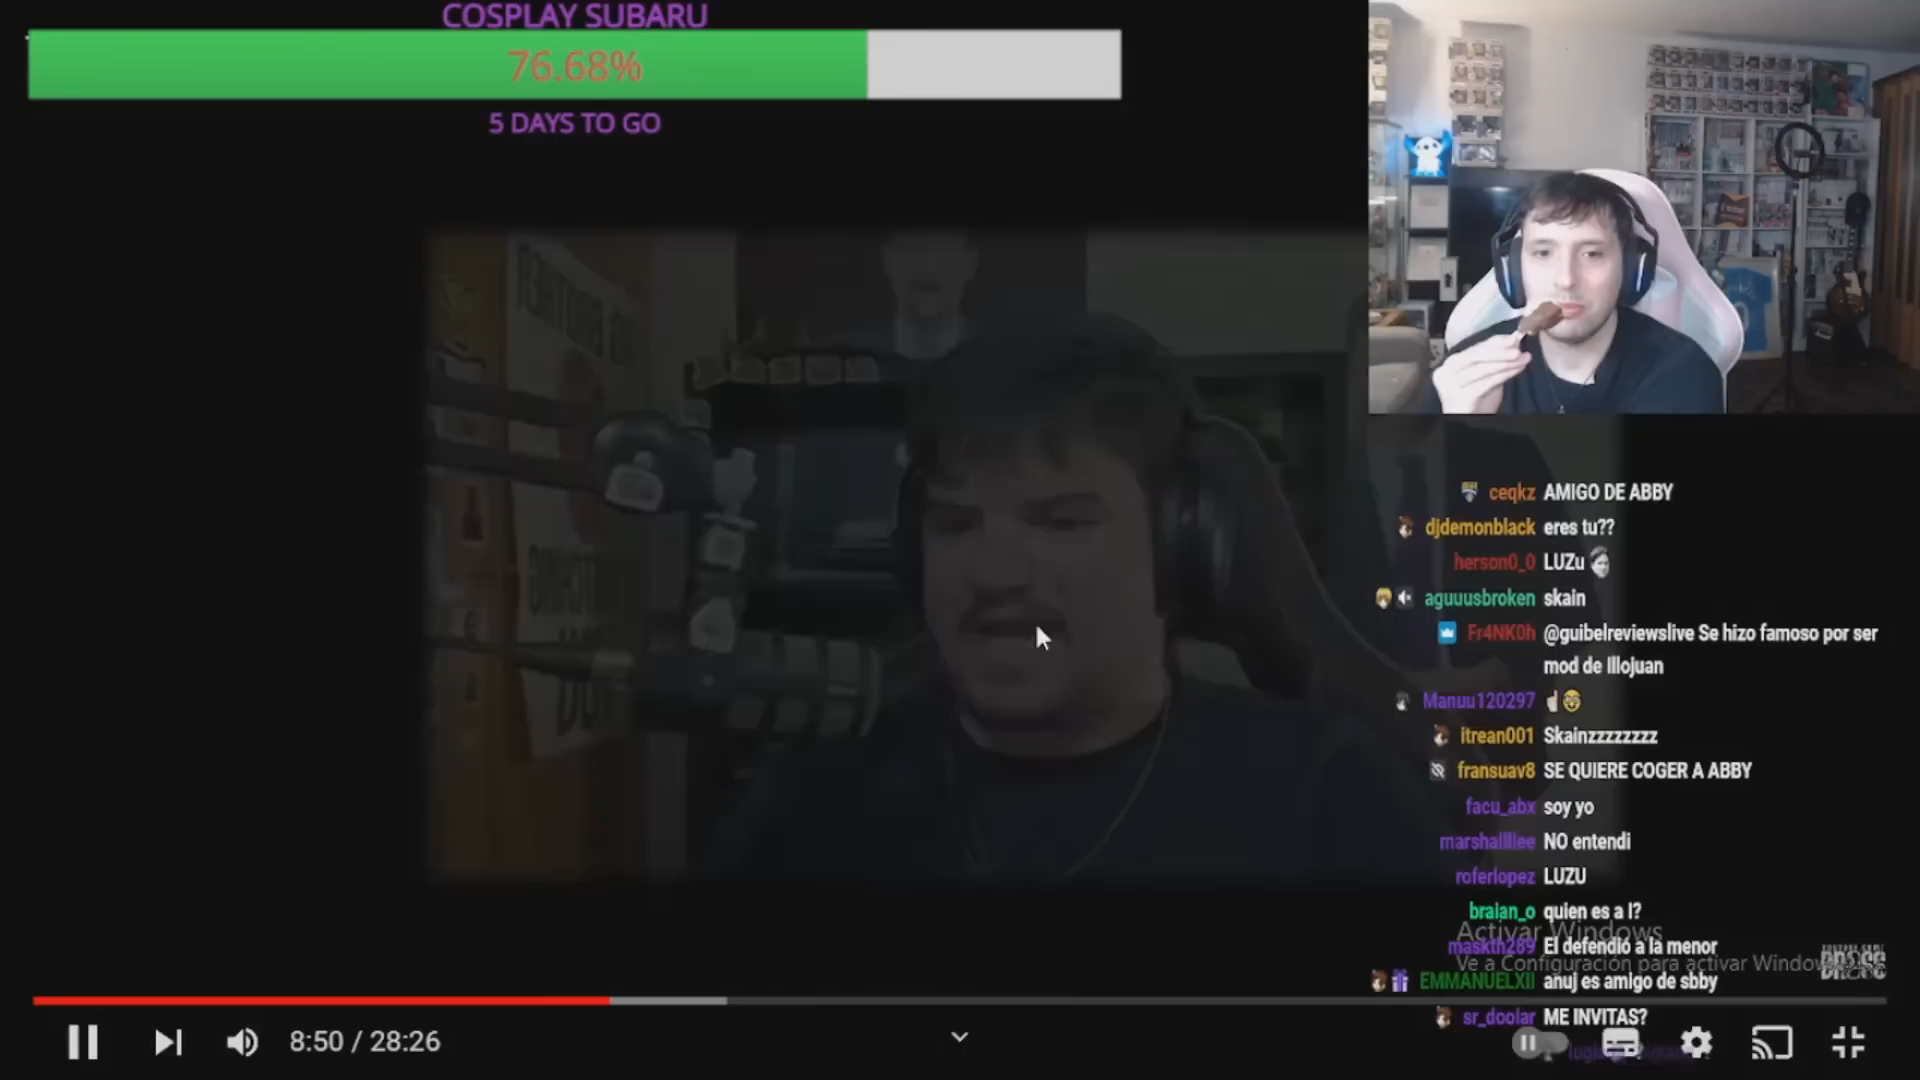 COSPLAY SUBARU
76.68%
5 DAYS TO GO
ceqkz AMIGO DE ABBY
djdemonblack eres tu??
herson0_0 LUZu
aguuusbroken skain
Fr4NK0h @guibelreviewslive Se hizo famoso por ser
mod de IlloJuan
Manuu120297
itrean001 Skainzzzzzzzz
fransuav8 SE QUIERE COGER A ABBY
facu_abx soy yo
marshallllee NO entendi
roferlopez LUZU
braian_o quien es a l?
Activar Windows
maskth289 El defendió a la menor
Ve a Configuración para activar Windows
EMMANUELXII añuj es amigo de sbby
sr_doolar ME INVITAS?
8:50 / 28:26